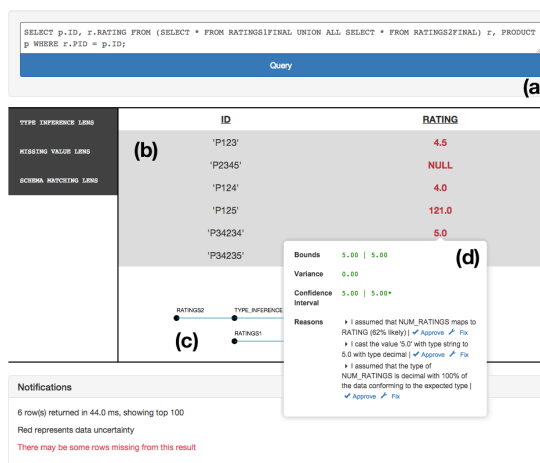 SELECT p.ID, r.RATING FROM (SELECT * FROM RATINGS1FINAL UNION ALL SELECT * FROM RATINGS2FINAL) r, PRODUCT
p WHERE r.PID = p.ID;
Query
(a
TYPE INFERENCE LENS
MISSING VALUE LENS
SCHEMA MATCHING LENS
(b)
ID RATING
'P123' 4.5
'P2345' NULL
'P124' 4.0
'P125' 121.0
'P34234' 5.0
'P34235'
(d)
Bounds 5.00 | 5.00
Variance 0.00
Confidence Interval 5.00 | 5.00*
Reasons
▸ I assumed that NUM_RATINGS maps to
RATING (62% likely) | ✔ Approve Fix
▸ I cast the value '5.0' with type string to
5.0 with type decimal | ✔ Approve Fix
▸ I assumed that the type of
NUM_RATINGS is decimal with 100% of
the data conforming to the expected type |
✔ Approve Fix
RATINGS2 TYPE_INFERENCE
RATINGS1
(c)
Notifications
6 row(s) returned in 44.0 ms, showing top 100
Red represents data uncertainty
There may be some rows missing from this result